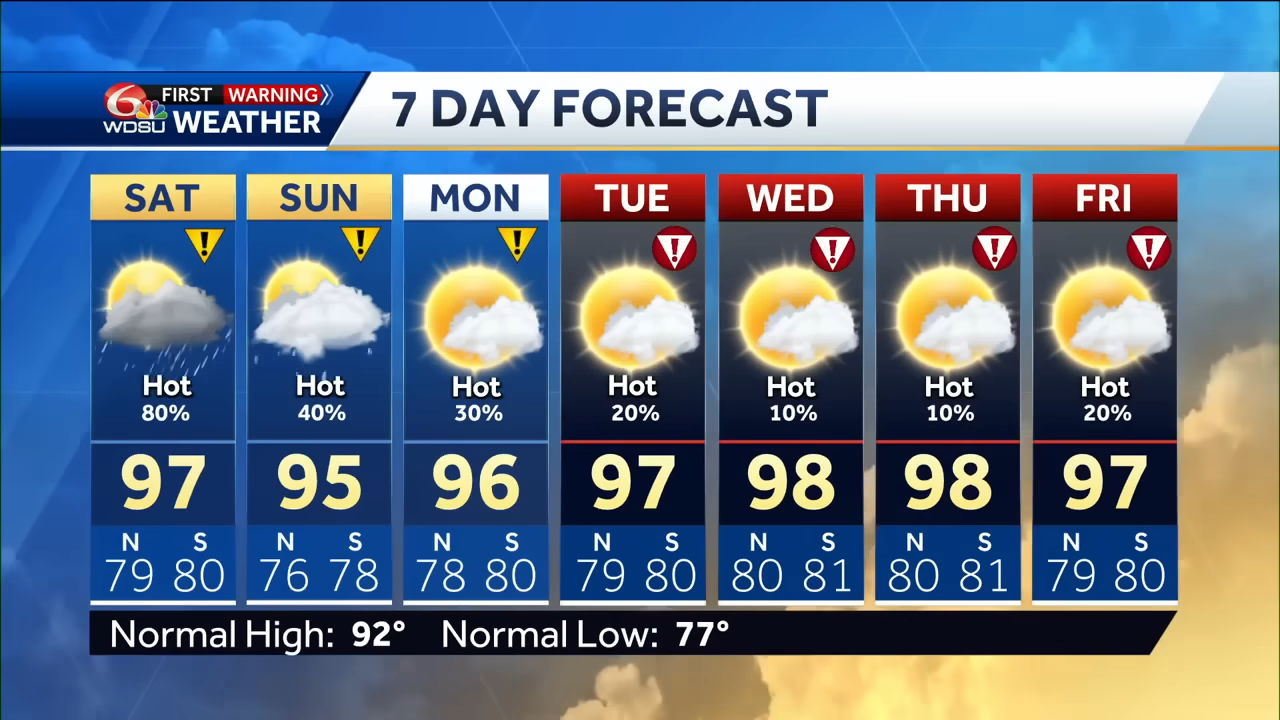 6 FIRST WARNING
WDSU WEATHER
7 DAY FORECAST
SAT SUN MON TUE WED THU FRI
! ! ! ! ! ! !
Hot Hot Hot Hot Hot Hot Hot
80% 40% 30% 20% 10% 10% 20%
97 95 96 97 98 98 97
N S N S N S N S N S N S N S
79 80 76 78 78 80 79 80 80 81 80 81 79 80
Normal High: 92° Normal Low: 77°